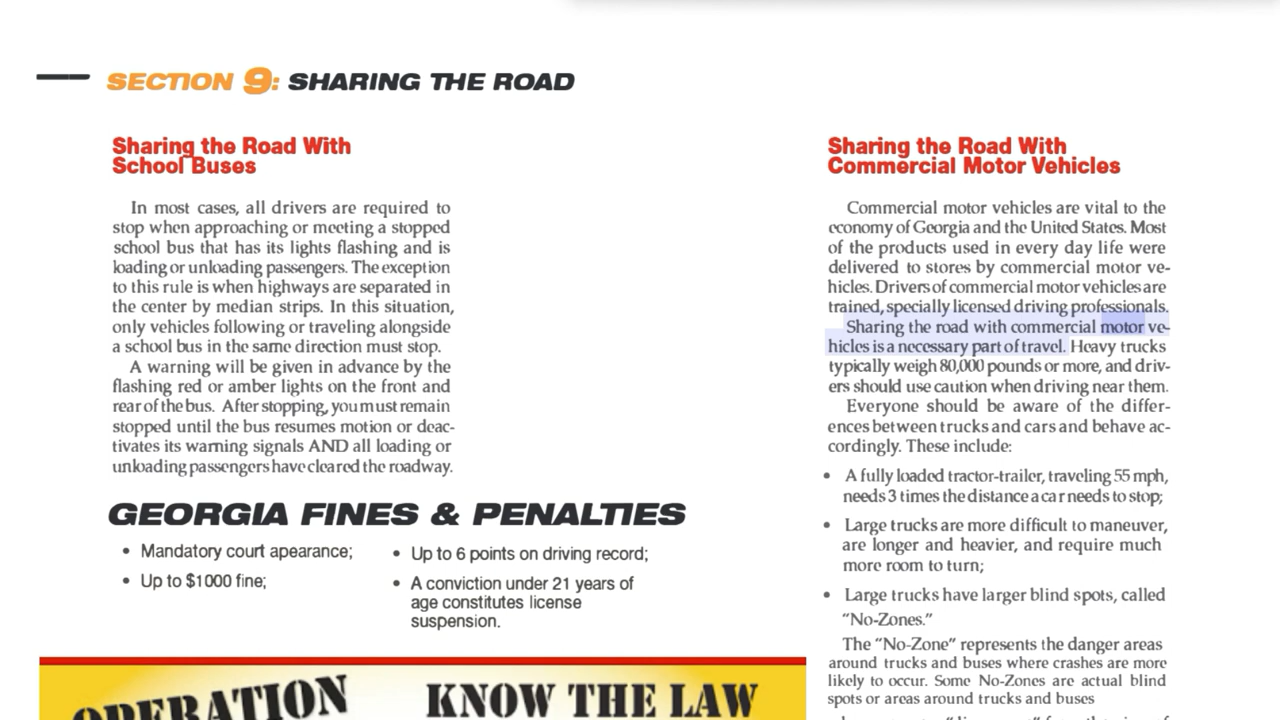 SECTION 9: SHARING THE ROAD
Sharing the Road With
School Buses
In most cases, all drivers are required to
stop when approaching or meeting a stopped
school bus that has its lights flashing and is
loading or unloading passengers. The exception
to this rule is when highways are separated in
the center by median strips. In this situation,
only vehicles following or traveling alongside
a school bus in the same direction must stop.
A warning will be given in advance by the
flashing red or amber lights on the front and
rear of the bus. After stopping, you must remain
stopped until the bus resumes motion or deac-
tivates its warning signals AND all loading or
unloading passengers have cleared the roadway.
GEORGIA FINES & PENALTIES
• Mandatory court apearance;
• Up to $1000 fine;
• Up to 6 points on driving record;
• A conviction under 21 years of
age constitutes license
suspension.
OPERATION
KNOW THE LAW
Sharing the Road With
Commercial Motor Vehicles
Commercial motor vehicles are vital to the
economy of Georgia and the United States. Most
of the products used in every day life were
delivered to stores by commercial motor ve-
hicles. Drivers of commercial motor vehicles are
trained, specially licensed driving professionals.
Sharing the road with commercial motor ve-
hicles is a necessary part of travel. Heavy trucks
typically weigh 80,000 pounds or more, and driv-
ers should use caution when driving near them.
Everyone should be aware of the differ-
ences between trucks and cars and behave ac-
cordingly. These include:
• A fully loaded tractor-trailer, traveling 55 mph,
needs 3 times the distance a car needs to stop;
• Large trucks are more difficult to maneuver,
are longer and heavier, and require much
more room to turn;
• Large trucks have larger blind spots, called
“No-Zones.”
The “No-Zone” represents the danger areas
around trucks and buses where crashes are more
likely to occur. Some No-Zones are actual blind
spots or areas around trucks and buses